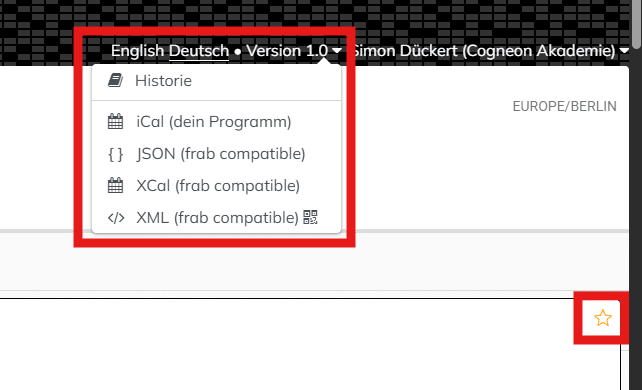 English Deutsch • Version 1.0 Simon Dückert (Cogneon Akademie)
Historie
EUROPE/BERLIN
iCal (dein Programm)
{ } JSON (frab compatible)
XCal (frab compatible)
</> XML (frab compatible)